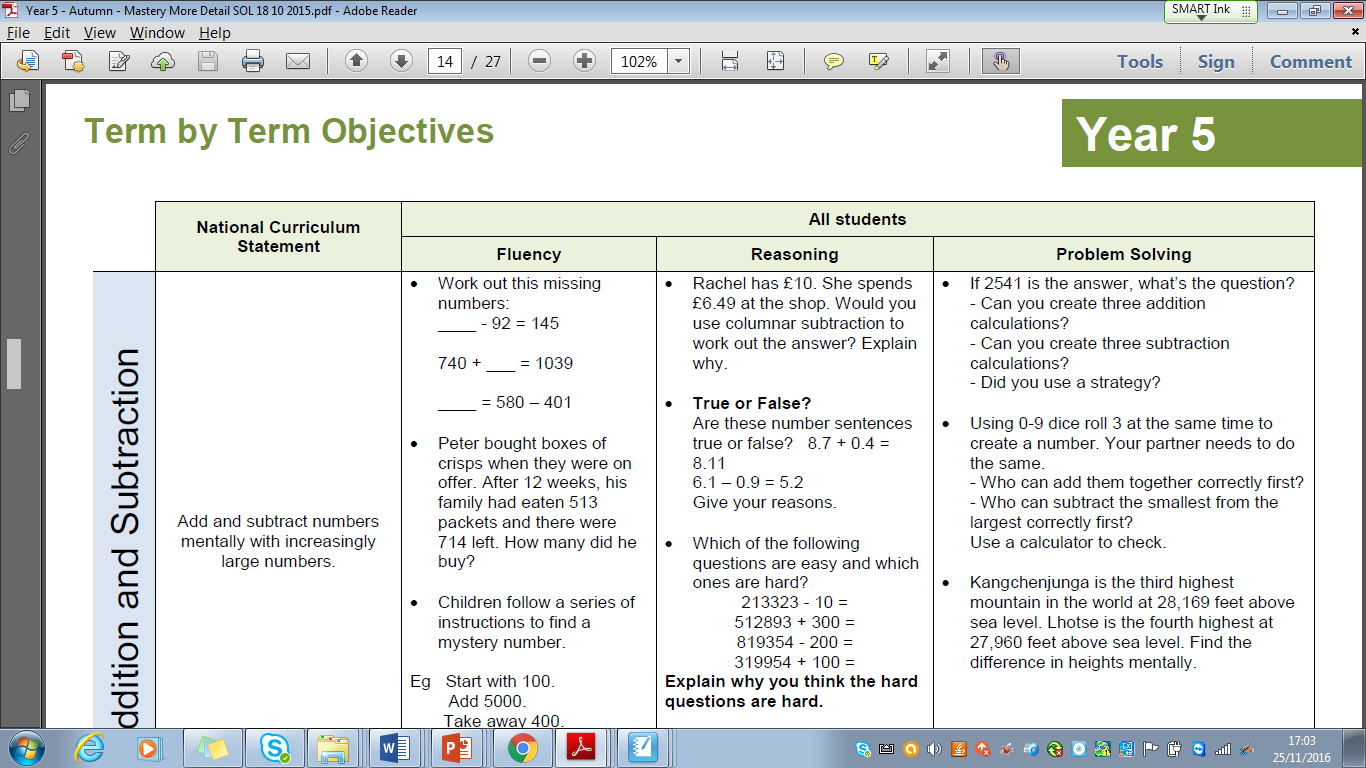 Year 5 - Autumn - Mastery More Detail SOL 18 10 2015.pdf - Adobe Reader
SMART Ink
File Edit View Window Help
14 / 27
102%
Tools Sign Comment
Term by Term Objectives
Year 5
National Curriculum
Statement
All students
Fluency
Reasoning
Problem Solving
ddition and Subtraction
Add and subtract numbers
mentally with increasingly
large numbers.
• Work out this missing
numbers:
____ - 92 = 145
740 + ___ = 1039
____ = 580 – 401
• Peter bought boxes of
crisps when they were on
offer. After 12 weeks, his
family had eaten 513
packets and there were
714 left. How many did he
buy?
• Children follow a series of
instructions to find a
mystery number.
Eg Start with 100.
Add 5000.
Take away 400.
• Rachel has £10. She spends
£6.49 at the shop. Would you
use columnar subtraction to
work out the answer? Explain
why.
• True or False?
Are these number sentences
true or false? 8.7 + 0.4 =
8.11
6.1 – 0.9 = 5.2
Give your reasons.
• Which of the following
questions are easy and which
ones are hard?
213323 - 10 =
512893 + 300 =
819354 - 200 =
319954 + 100 =
Explain why you think the hard
questions are hard.
• If 2541 is the answer, what's the question?
- Can you create three addition
calculations?
- Can you create three subtraction
calculations?
- Did you use a strategy?
• Using 0-9 dice roll 3 at the same time to
create a number. Your partner needs to do
the same.
- Who can add them together correctly first?
- Who can subtract the smallest from the
largest correctly first?
Use a calculator to check.
• Kangchenjunga is the third highest
mountain in the world at 28,169 feet above
sea level. Lhotse is the fourth highest at
27,960 feet above sea level. Find the
difference in heights mentally.
17:03
25/11/2016